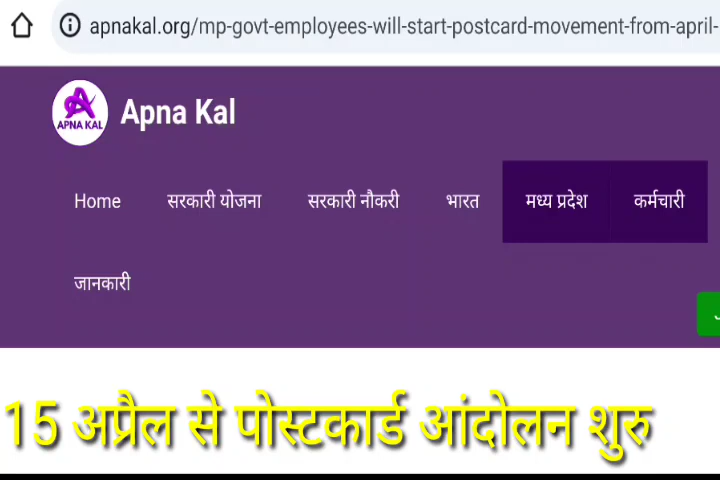 apnakal.org/mp-govt-employees-will-start-postcard-movement-from-april-
APNA KAL
Apna Kal
Home सरकारी योजना सरकारी नौकरी भारत मध्य प्रदेश कर्मचारी
जानकारी
15 अप्रैल से पोस्टकार्ड आंदोलन शुरु